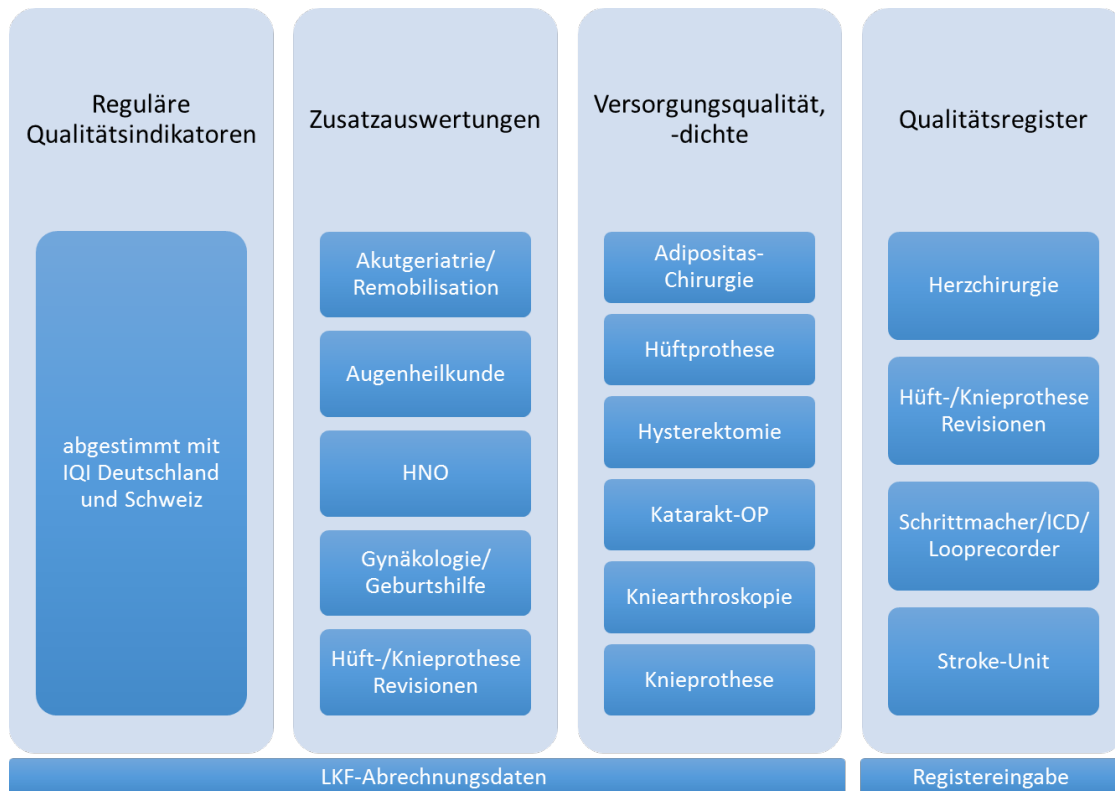 Reguläre
Qualitätsindikatoren
abgestimmt mit
IQI Deutschland
und Schweiz
Zusatzauswertungen
Akutgeriatrie/
Remobilisation
Augenheilkunde
HNO
Gynäkologie/
Geburtshilfe
Hüft-/Knieprothese
Revisionen
Versorgungsqualität,
-dichte
Adipositas-
Chirurgie
Hüftprothese
Hysterektomie
Katarakt-OP
Kniearthroskopie
Knieprothese
Qualitätsregister
Herzchirurgie
Hüft-/Knieprothese
Revisionen
Schrittmacher/ICD/
Looprecorder
Stroke-Unit
LKF-Abrechnungsdaten
Registereingabe